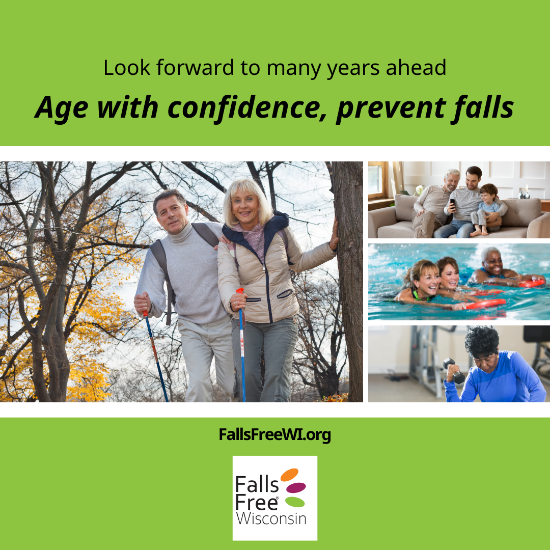 Look forward to many years ahead
Age with confidence, prevent falls
FallsFreeWI.org
Falls
Free
Wisconsin